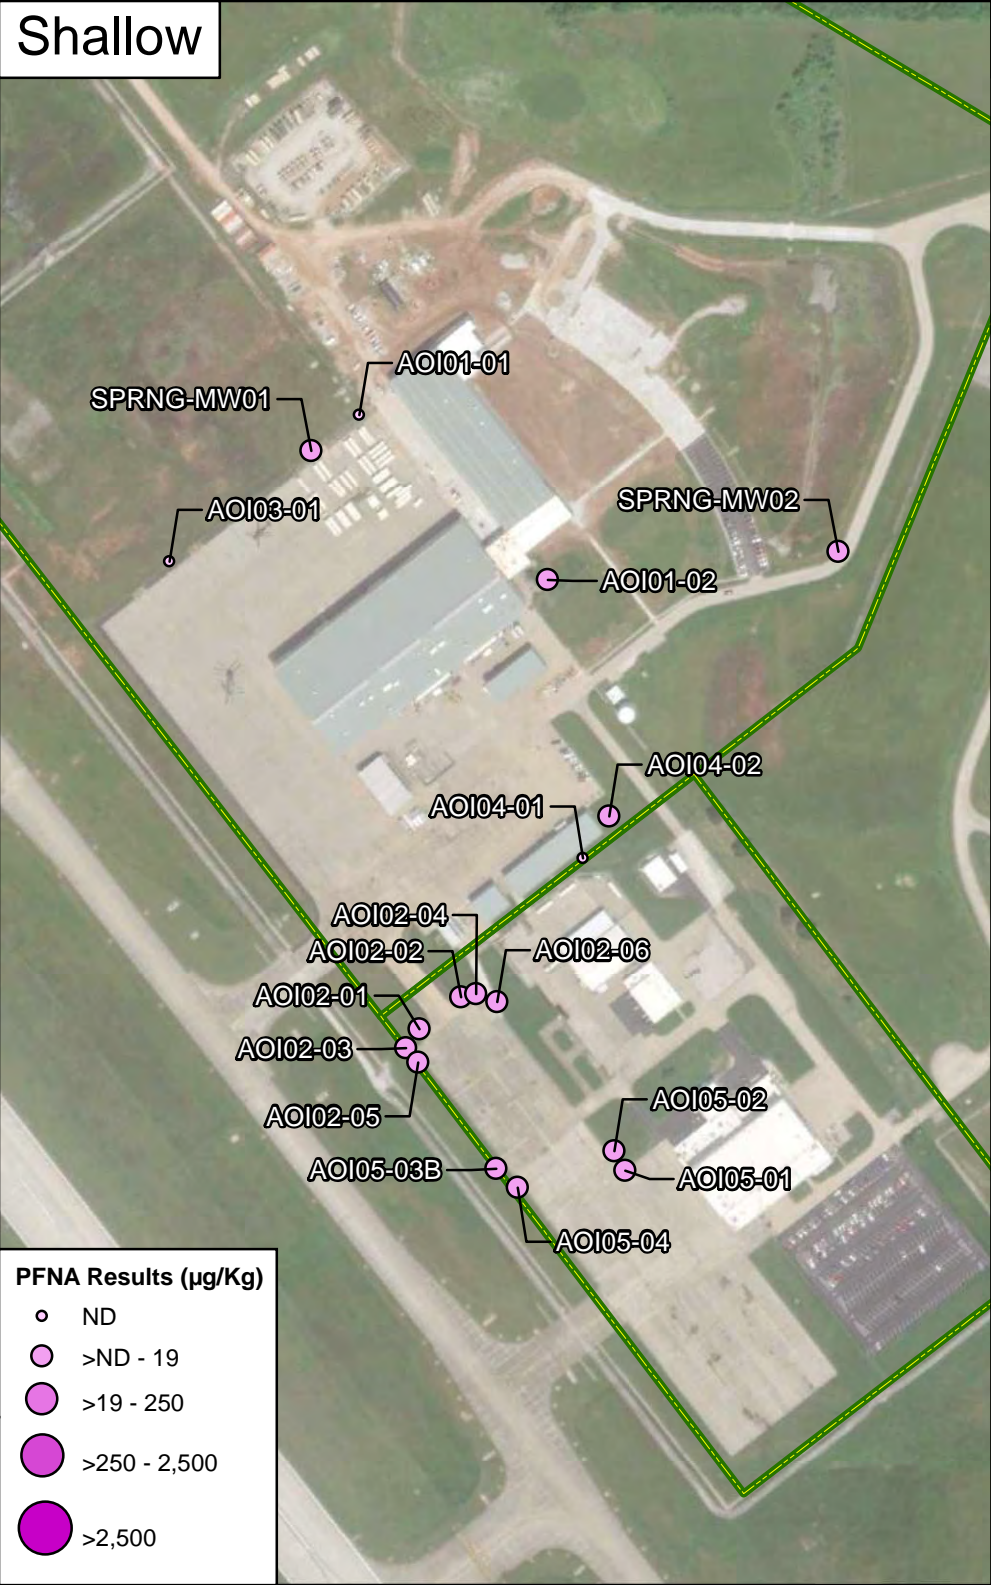 Shallow
AOI01-01
SPRNG-MW01
SPRNG-MW02
AOI03-01
AOI01-02
AOI04-02
AOI04-01
AOI02-04
AOI02-02
AOI02-06
AOI02-01
AOI02-03
AOI05-02
AOI02-05
AOI05-03B
AOI05-01
AOI05-04
PFNA Results (µg/Kg)
ND
>ND - 19
>19 - 250
>250 - 2,500
>2,500